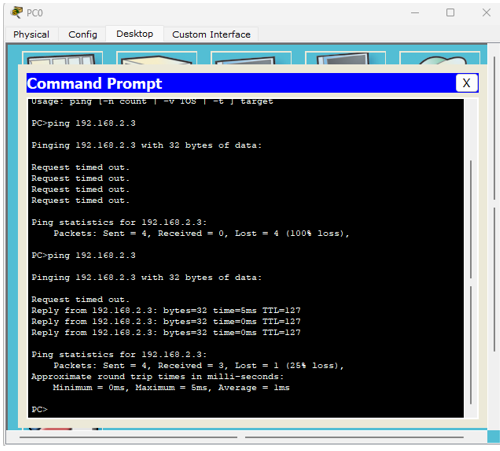 PC0
Physical Config Desktop Custom Interface
Command Prompt
X
Usage: ping [-n count | -v TOS | -t ] target
PC>ping 192.168.2.3
Pinging 192.168.2.3 with 32 bytes of data:
Request timed out.
Request timed out.
Request timed out.
Request timed out.
Ping statistics for 192.168.2.3:
Packets: Sent = 4, Received = 0, Lost = 4 (100% loss),
PC>ping 192.168.2.3
Pinging 192.168.2.3 with 32 bytes of data:
Request timed out.
Reply from 192.168.2.3: bytes=32 time=5ms TTL=127
Reply from 192.168.2.3: bytes=32 time=0ms TTL=127
Reply from 192.168.2.3: bytes=32 time=0ms TTL=127
Ping statistics for 192.168.2.3:
Packets: Sent = 4, Received = 3, Lost = 1 (25% loss),
Approximate round trip times in milli-seconds:
Minimum = 0ms, Maximum = 5ms, Average = 1ms
PC>